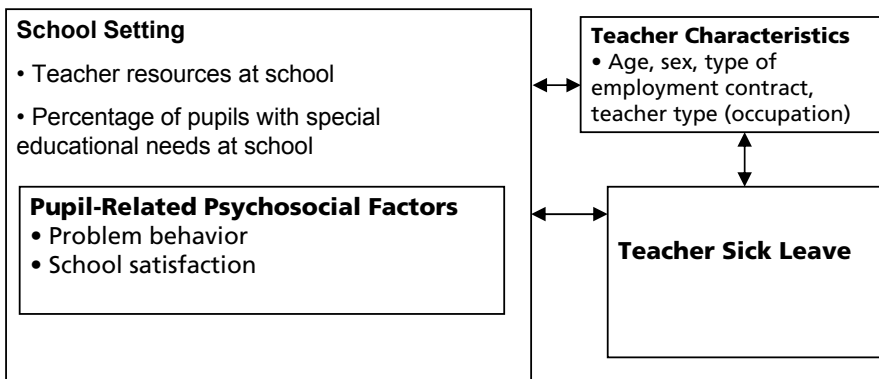 School Setting
• Teacher resources at school
• Percentage of pupils with special
educational needs at school
Pupil-Related Psychosocial Factors
• Problem behavior
• School satisfaction
Teacher Characteristics
• Age, sex, type of
employment contract,
teacher type (occupation)
Teacher Sick Leave